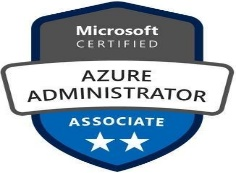 Microsoft
CERTIFIED
AZURE
ADMINISTRATOR
ASSOCIATE